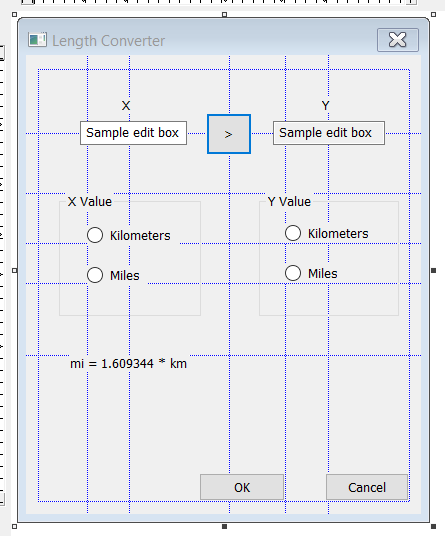 Length Converter
X Y
Sample edit box > Sample edit box
X Value Y Value
Kilometers Kilometers
Miles Miles
mi = 1.609344 * km
OK Cancel